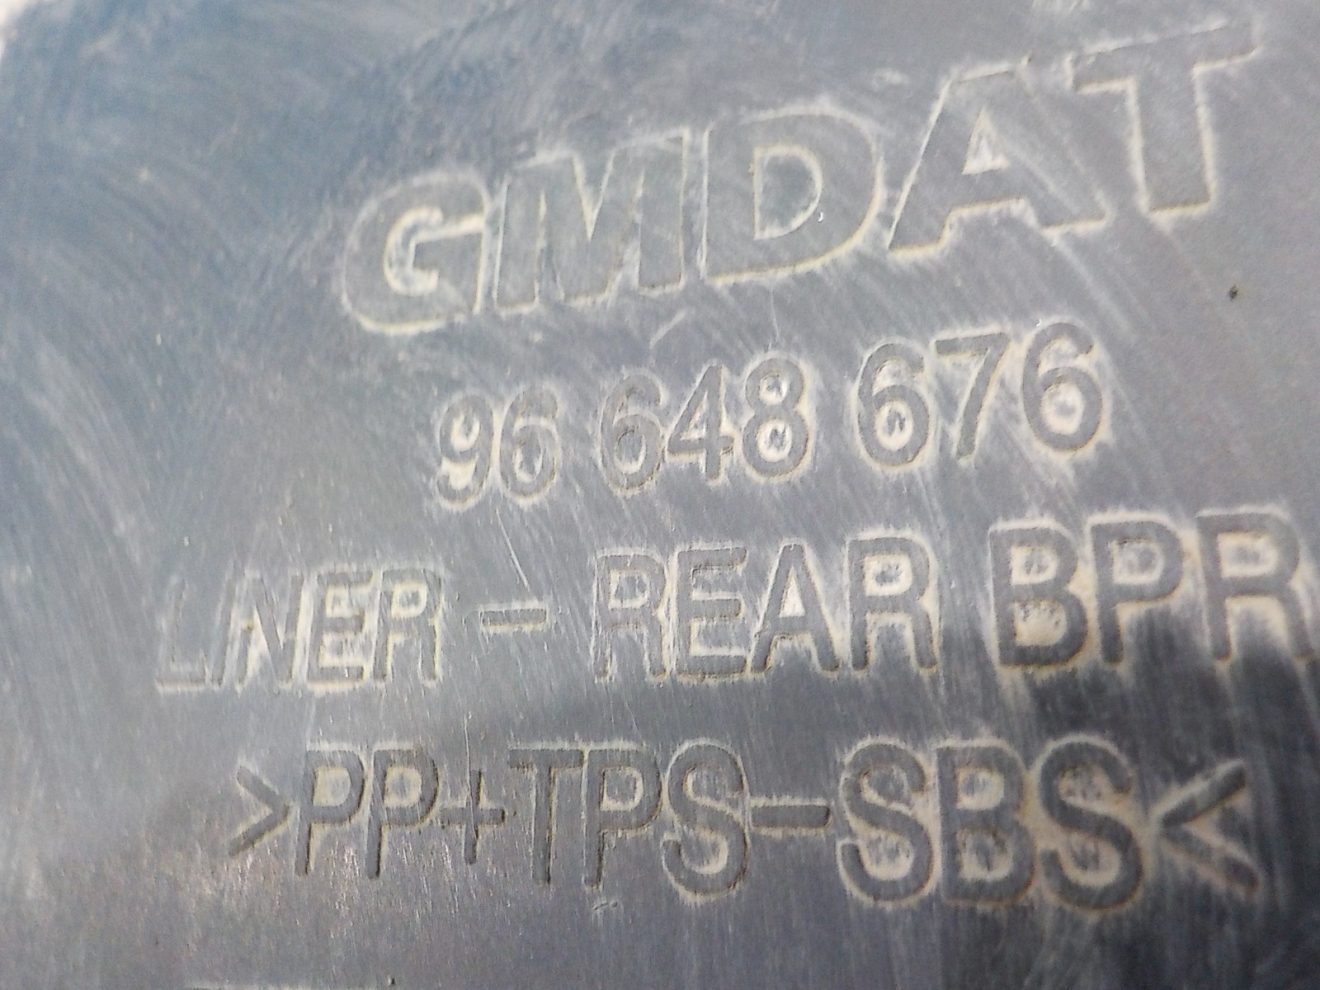 GMDAT
96 648 676
LINER - REAR BPR
>PP+TPS-SBS<